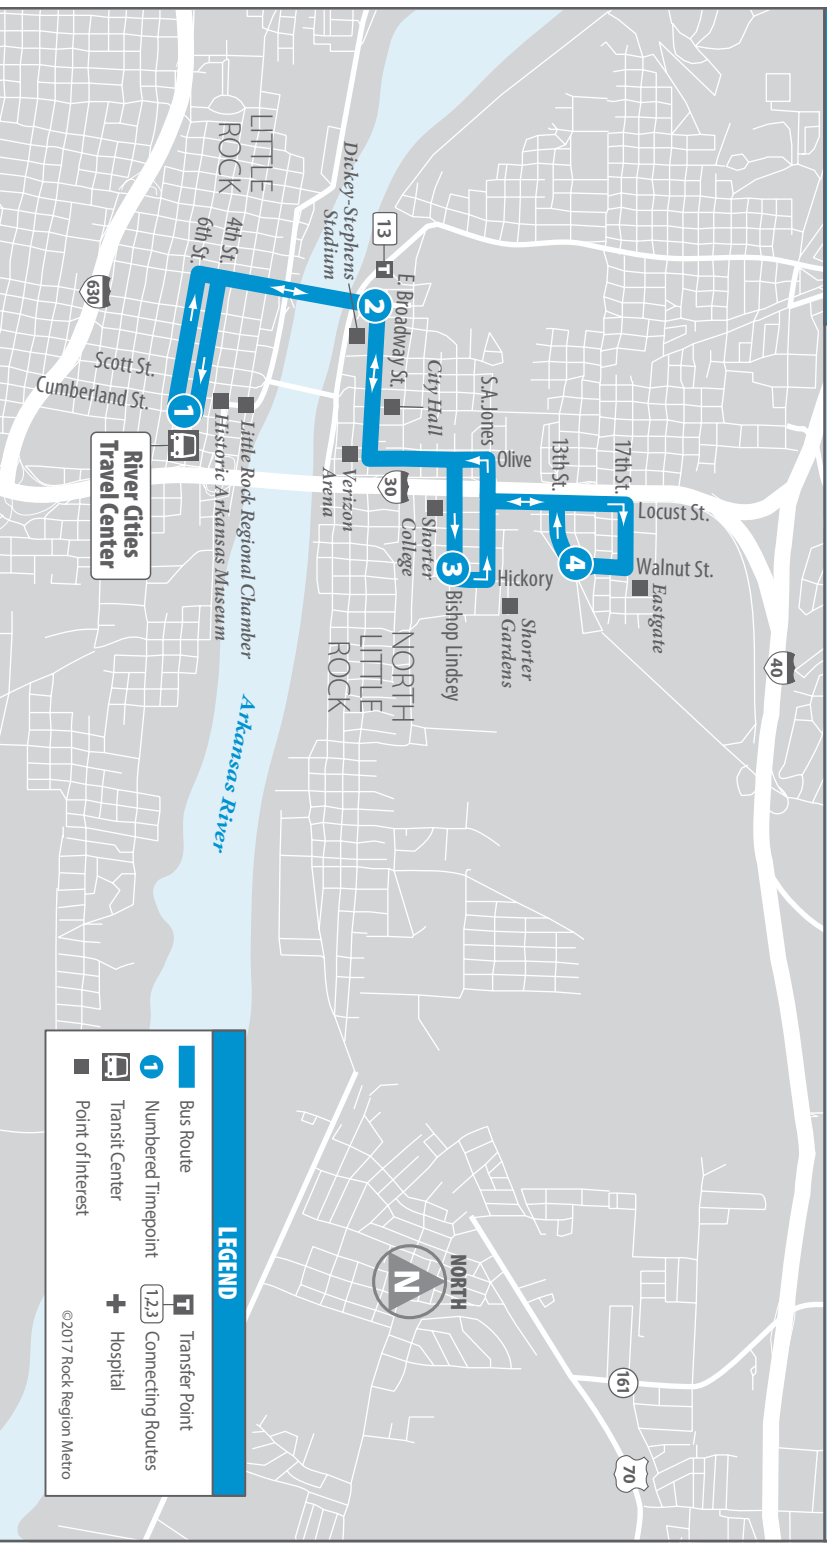 LITTLE
ROCK
4th St.
6th St.
630
Scott St.
Cumberland St.
1
River Cities
Travel Center
Historic Arkansas Museum
Little Rock Regional Chamber
Dickey-Stephens
Stadium
13
T
E. Broadway St.
2
City Hall
Verizon
Arena
30
S.A. Jones
Olive
Shorter
College
3
Bishop Lindsey
Hickory
Shorter
Gardens
13th St.
17th St.
Locust St.
4
Walnut St.
Eastgate
40
NORTH
LITTLE
ROCK
Arkansas River
NORTH
N
161
70
LEGEND
Bus Route
1 Numbered Timepoint
Transit Center
Point of Interest
T Transfer Point
1,2,3 Connecting Routes
Hospital
©2017 Rock Region Metro